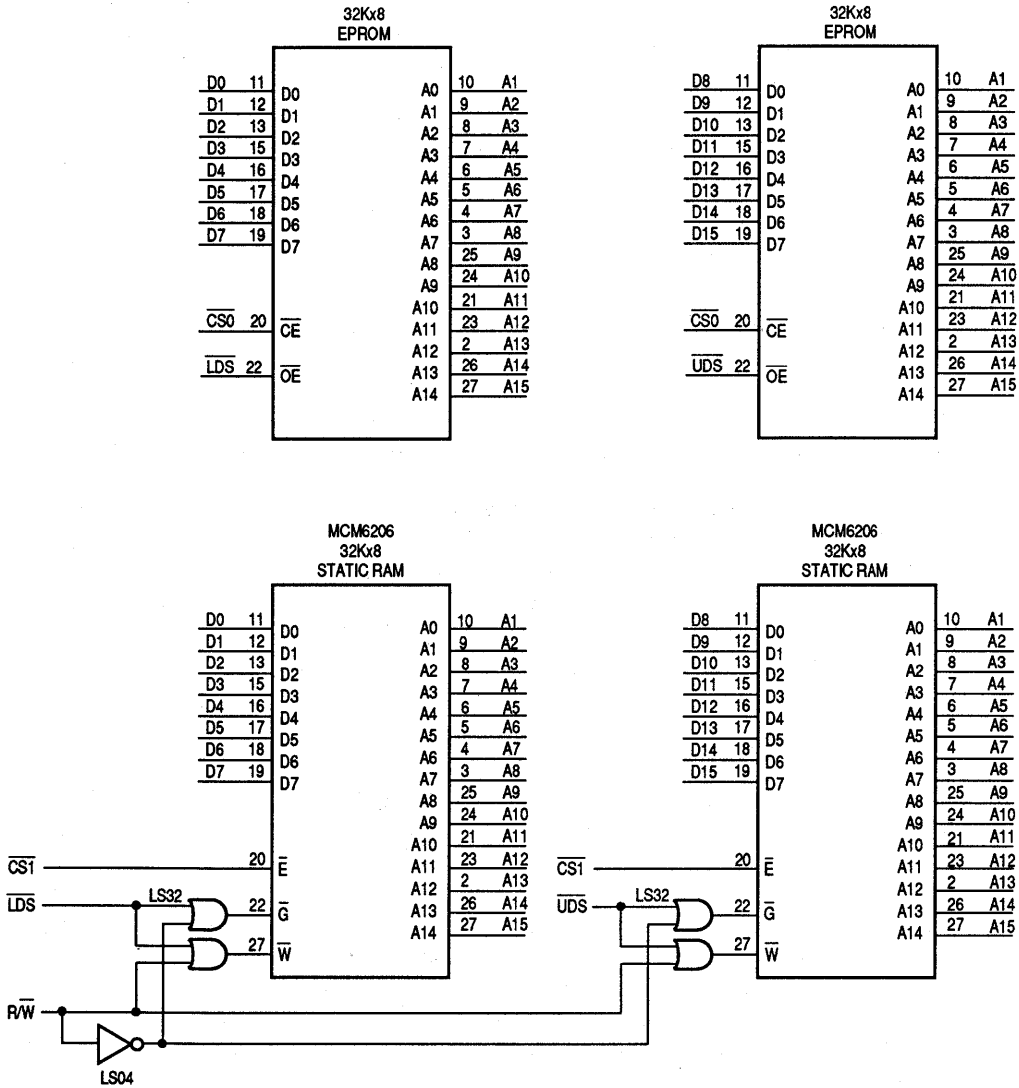 32Kx8
EPROM
D0 11 D0 A0 10 A1
D1 12 D1 A1 9 A2
D2 13 D2 A2 8 A3
D3 15 D3 A3 7 A4
D4 16 D4 A4 6 A5
D5 17 D5 A5 5 A6
D6 18 D6 A6 4 A7
D7 19 D7 A7 3 A8
A8 25 A9
A9 24 A10
A10 21 A11
CS0 20 CE A11 23 A12
A12 2 A13
LDS 22 OE A13 26 A14
A14 27 A15
32Kx8
EPROM
D8 11 D0 A0 10 A1
D9 12 D1 A1 9 A2
D10 13 D2 A2 8 A3
D11 15 D3 A3 7 A4
D12 16 D4 A4 6 A5
D13 17 D5 A5 5 A6
D14 18 D6 A6 4 A7
D15 19 D7 A7 3 A8
A8 25 A9
A9 24 A10
A10 21 A11
CS0 20 CE A11 23 A12
A12 2 A13
UDS 22 OE A13 26 A14
A14 27 A15
MCM6206
32Kx8
STATIC RAM
D0 11 D0 A0 10 A1
D1 12 D1 A1 9 A2
D2 13 D2 A2 8 A3
D3 15 D3 A3 7 A4
D4 16 D4 A4 6 A5
D5 17 D5 A5 5 A6
D6 18 D6 A6 4 A7
D7 19 D7 A7 3 A8
A8 25 A9
A9 24 A10
A10 21 A11
CS1 20 E A11 23 A12
A12 2 A13
LDS LS32 22 G A13 26 A14
A14 27 A15
27 W
MCM6206
32Kx8
STATIC RAM
D8 11 D0 A0 10 A1
D9 12 D1 A1 9 A2
D10 13 D2 A2 8 A3
D11 15 D3 A3 7 A4
D12 16 D4 A4 6 A5
D13 17 D5 A5 5 A6
D14 18 D6 A6 4 A7
D15 19 D7 A7 3 A8
A8 25 A9
A9 24 A10
A10 21 A11
CS1 20 E A11 23 A12
A12 2 A13
UDS LS32 22 G A13 26 A14
A14 27 A15
27 W
R/W
LS04